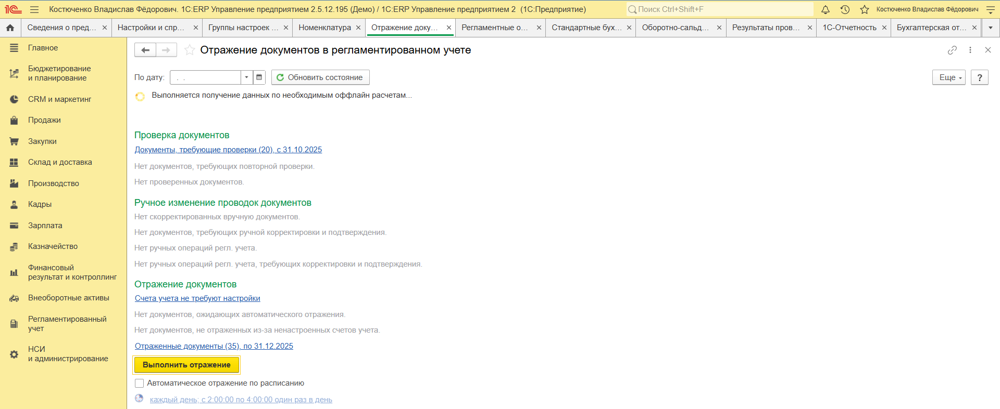 1С Костюченко Владислав Фёдорович. 1С:ERP Управление предприятием 2.5.12.195 (Демо) / 1С:ERP Управление предприятием 2 (1С:Предприятие) Поиск Ctrl+Shift+F Костюченко Владислав Фёдорович
Сведения о пред... Настройки и спр... Группы настроек ... Номенклатура Отражение доку... Регламентные о... Стандартные бух... Оборотно-сальд... Результаты пров... 1С-Отчетность Бухгалтерская от...
Главное
Бюджетирование
и планирование
CRM и маркетинг
Продажи
Закупки
Склад и доставка
Производство
Кадры
Зарплата
Казначейство
Финансовый
результат и контроллинг
Внеоборотные активы
Регламентированный
учет
НСИ
и администрирование
Отражение документов в регламентированном учете
По дату: . . Обновить состояние Еще ?
Выполняется получение данных по необходимым оффлайн расчетам...
Проверка документов
Документы, требующие проверки (20), с 31.10.2025
Нет документов, требующих повторной проверки.
Нет проверенных документов.
Ручное изменение проводок документов
Нет скорректированных вручную документов.
Нет документов, требующих ручной корректировки и подтверждения.
Нет ручных операций регл. учета.
Нет ручных операций регл. учета, требующих корректировки и подтверждения.
Отражение документов
Счета учета не требуют настройки
Нет документов, ожидающих автоматического отражения.
Нет документов, не отраженных из-за ненастроенных счетов учета.
Отраженные документы (35), по 31.12.2025
Выполнить отражение
Автоматическое отражение по расписанию
каждый день; с 2:00:00 по 4:00:00 один раз в день